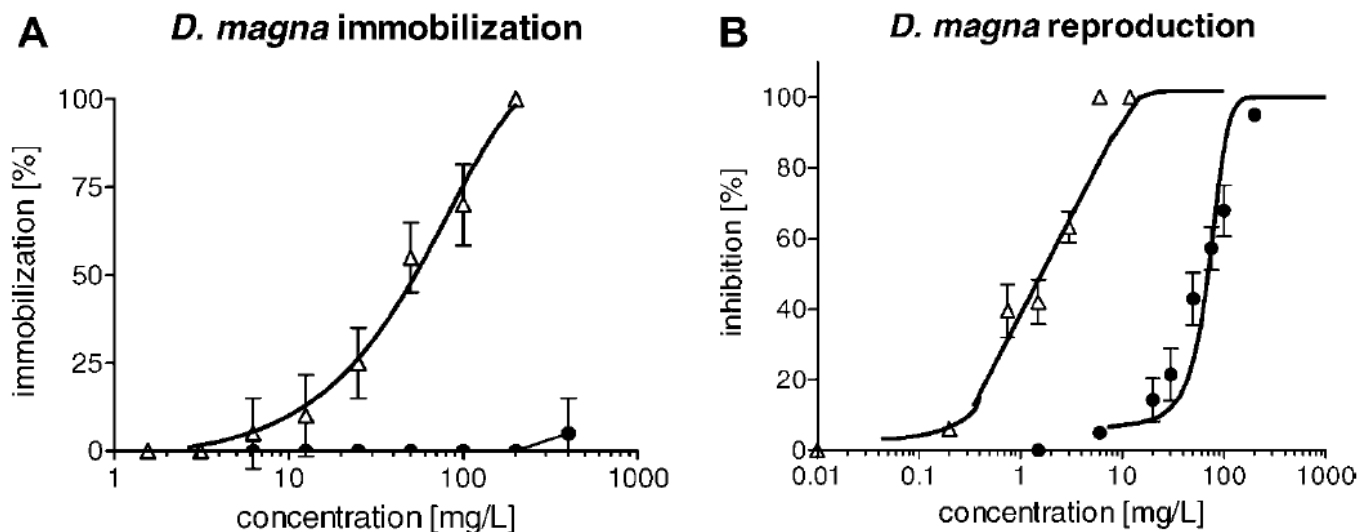 A
D. magna immobilization
immobilization [%]
100
75
50
25
0
1
10
100
1000
concentration [mg/L]
B
D. magna reproduction
inhibition [%]
100
80
60
40
20
0
0.01
0.1
1
10
100
1000
concentration [mg/L]